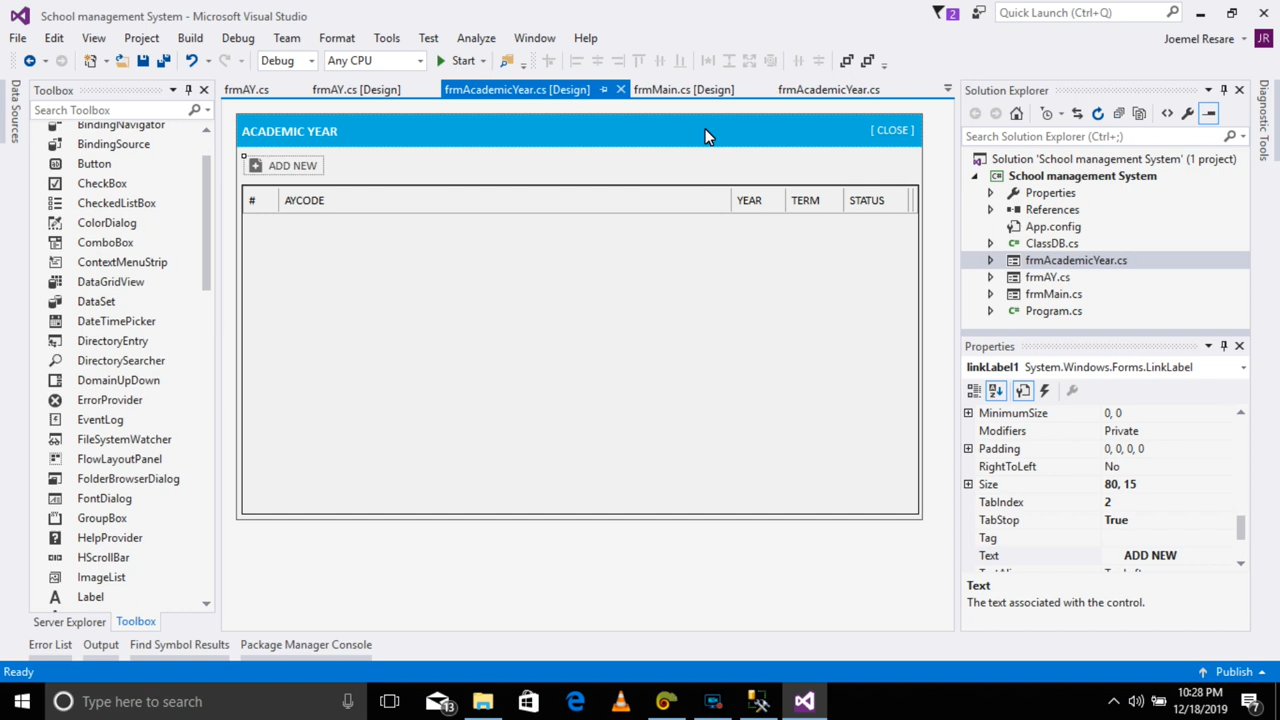 School management System - Microsoft Visual Studio
2
Quick Launch (Ctrl+Q)
File Edit View Project Build Debug Team Format Tools Test Analyze Window Help
Joemel Resare JR
Debug Any CPU Start
Data Sources
Toolbox
Search Toolbox
BindingNavigator
BindingSource
Button
CheckBox
CheckedListBox
ColorDialog
ComboBox
ContextMenuStrip
DataGridView
DataSet
DateTimePicker
DirectoryEntry
DirectorySearcher
DomainUpDown
ErrorProvider
EventLog
FileSystemWatcher
FlowLayoutPanel
FolderBrowserDialog
FontDialog
GroupBox
HelpProvider
HScrollBar
ImageList
Label
Server Explorer Toolbox
frmAY.cs frmAY.cs [Design] frmAcademicYear.cs [Design] frmMain.cs [Design] frmAcademicYear.cs
ACADEMIC YEAR [ CLOSE ]
ADD NEW
# AYCODE YEAR TERM STATUS
Solution Explorer
Search Solution Explorer (Ctrl+;)
Solution 'School management System' (1 project)
School management System
Properties
References
App.config
ClassDB.cs
frmAcademicYear.cs
frmAY.cs
frmMain.cs
Program.cs
Diagnostic Tools
Properties
linkLabel1 System.Windows.Forms.LinkLabel
MinimumSize 0, 0
Modifiers Private
Padding 0, 0, 0, 0
RightToLeft No
Size 80, 15
TabIndex 2
TabStop True
Tag
Text ADD NEW
Text
The text associated with the control.
Error List Output Find Symbol Results Package Manager Console
Ready Publish
Type here to search
13
10:28 PM
12/18/2019
7